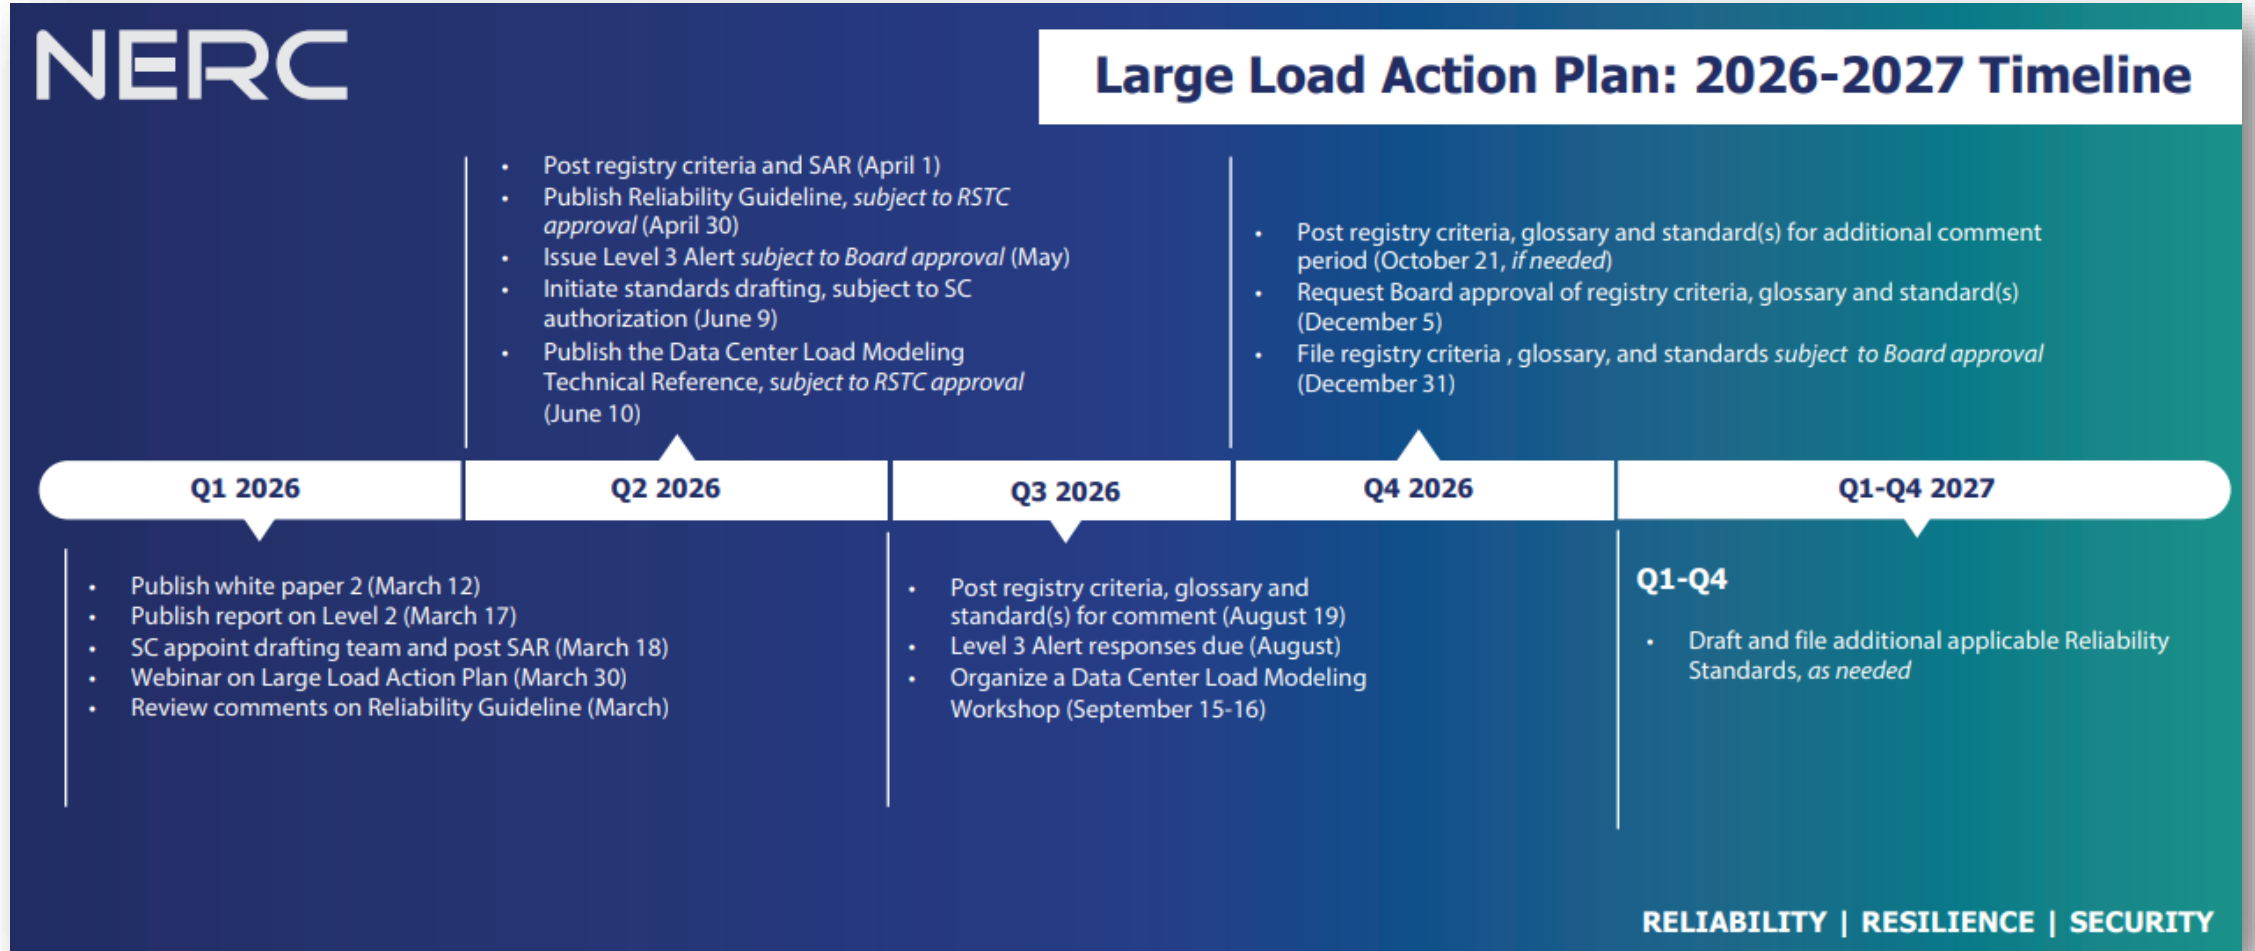 NERC
Large Load Action Plan: 2026-2027 Timeline
• Post registry criteria and SAR (April 1)
• Publish Reliability Guideline, subject to RSTC
approval (April 30)
• Issue Level 3 Alert subject to Board approval (May)
• Initiate standards drafting, subject to SC
authorization (June 9)
• Publish the Data Center Load Modeling
Technical Reference, subject to RSTC approval
(June 10)
• Post registry criteria, glossary and standard(s) for additional comment
period (October 21, if needed)
• Request Board approval of registry criteria, glossary and standard(s)
(December 5)
• File registry criteria , glossary, and standards subject to Board approval
(December 31)
Q1 2026
Q2 2026
Q3 2026
Q4 2026
Q1-Q4 2027
• Publish white paper 2 (March 12)
• Publish report on Level 2 (March 17)
• SC appoint drafting team and post SAR (March 18)
• Webinar on Large Load Action Plan (March 30)
• Review comments on Reliability Guideline (March)
• Post registry criteria, glossary and
standard(s) for comment (August 19)
• Level 3 Alert responses due (August)
• Organize a Data Center Load Modeling
Workshop (September 15-16)
Q1-Q4
• Draft and file additional applicable Reliability
Standards, as needed
RELIABILITY | RESILIENCE | SECURITY